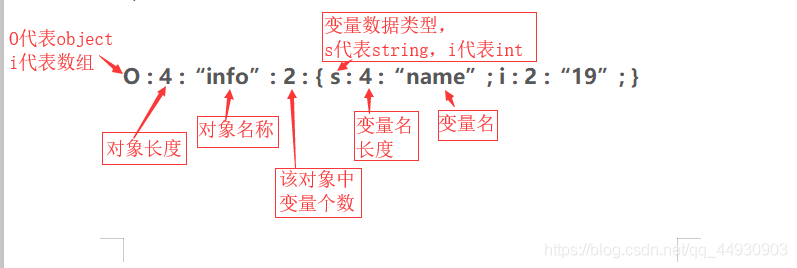 O代表object
i代表数组
变量数据类型，
s代表string，i代表int
O：4：“info”：2：{ s：4：“name”；i：2：“19”；}
对象长度
对象名称
变量名
长度
变量名
该对象中
变量个数
https://blog.csdn.net/qq_44930903